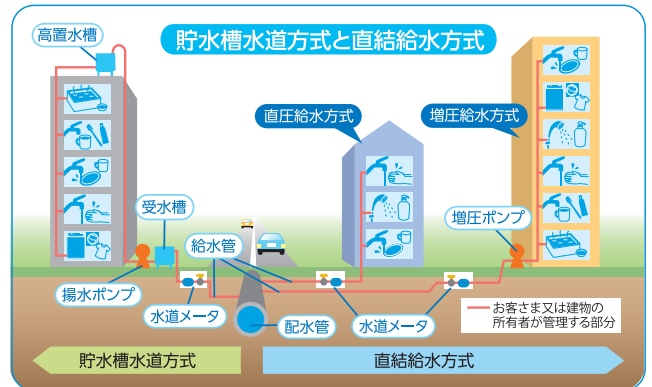 高置水槽
貯水槽水道方式と直結給水方式
直圧給水方式
増圧給水方式
受水槽
給水管
増圧ポンプ
揚水ポンプ
水道メータ
配水管
水道メータ
お客さま又は建物の
所有者が管理する部分
貯水槽水道方式
直結給水方式